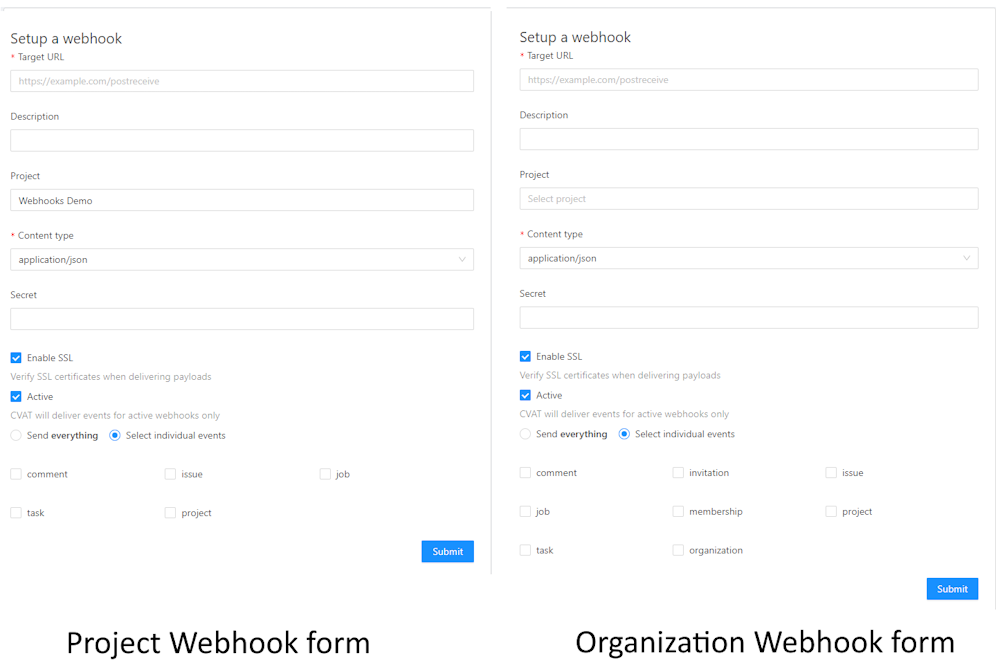 Setup a webhook
* Target URL
https://example.com/postreceive
Description
Project
Webhooks Demo
* Content type
application/json
Secret
Enable SSL
Verify SSL certificates when delivering payloads
Active
CVAT will deliver events for active webhooks only
Send everything Select individual events
comment issue job
task project
Submit
Project Webhook form
Setup a webhook
* Target URL
https://example.com/postreceive
Description
Project
Select project
* Content type
application/json
Secret
Enable SSL
Verify SSL certificates when delivering payloads
Active
CVAT will deliver events for active webhooks only
Send everything Select individual events
comment invitation issue
job membership project
task organization
Submit
Organization Webhook form